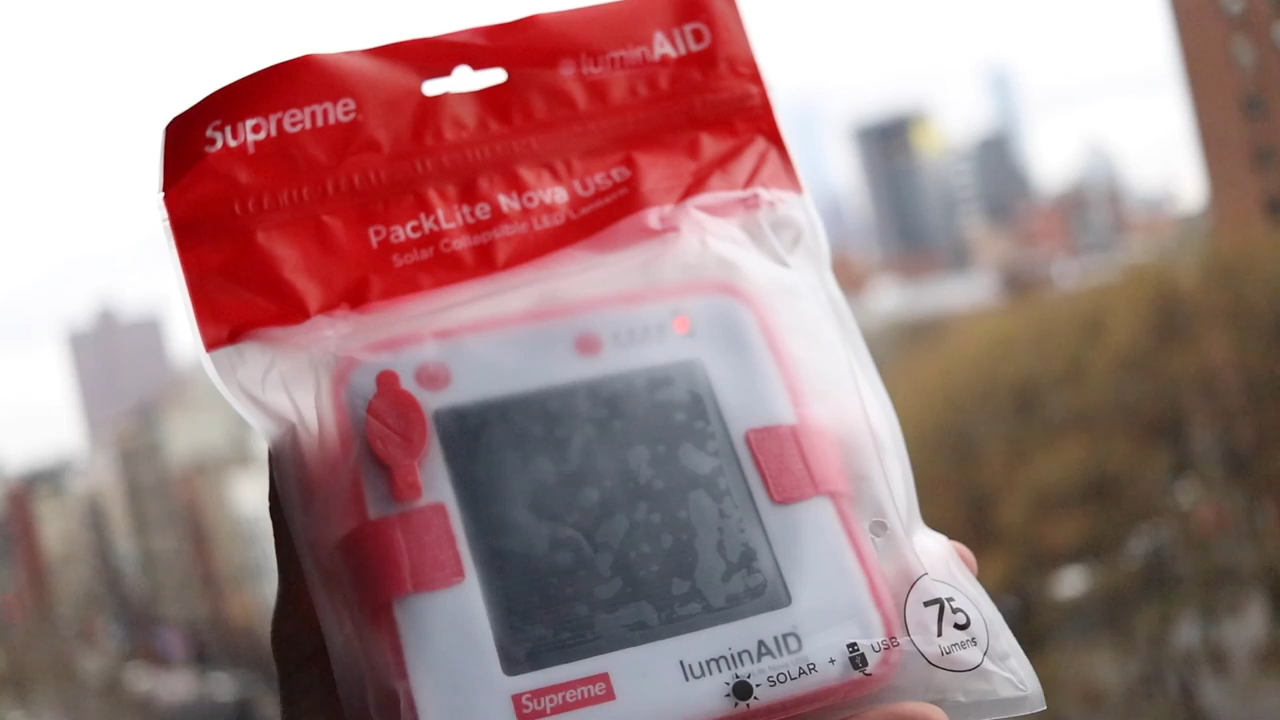 Supreme
luminAID
PackLite Nova USB
Solar Collapsible LED Lantern
75
lumens
luminAID
SOLAR + USB
Supreme